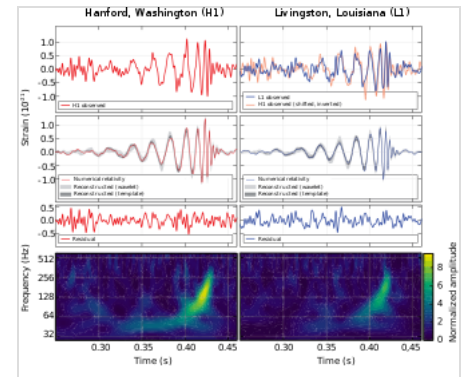 Hanford, Washington (H1)
Livingston, Louisiana (L1)
Strain (10²¹)
1.0
0.5
0.0
-0.5
-1.0
H1 observed
L1 observed
H1 observed (shifted, inverted)
1.0
0.5
0.0
-0.5
-1.0
Numerical relativity
Reconstructed (wavelet)
Reconstructed (template)
Numerical relativity
Reconstructed (wavelet)
Reconstructed (template)
0.5
0.0
-0.5
Residual
Residual
Frequency (Hz)
512
256
128
64
32
0.30 0.35 0.40 0.45
Time (s)
0.30 0.35 0.40 0.45
Time (s)
8
6
4
2
0
Normalized amplitude